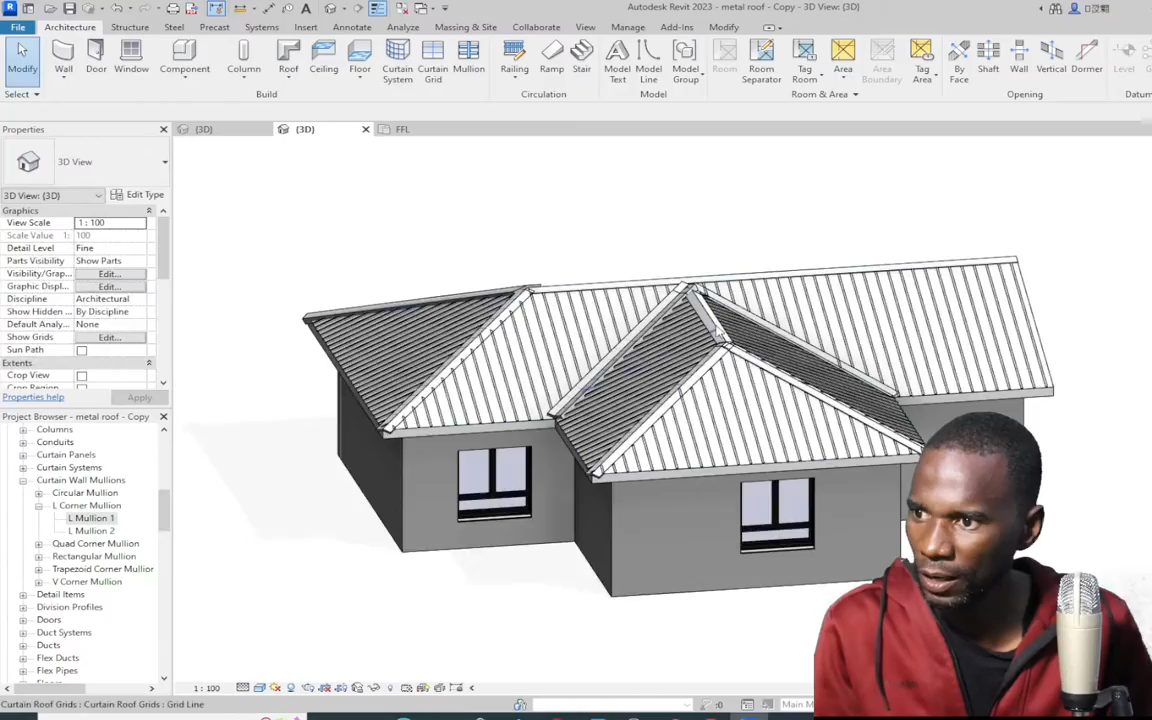 Autodesk Revit 2023 - metal roof - Copy - 3D View: {3D}
File Architecture Structure Steel Precast Systems Insert Annotate Analyze Massing & Site Collaborate View Manage Add-Ins Modify
Modify Wall Door Window Component Column Roof Ceiling Floor Curtain System Curtain Grid Mullion Railing Ramp Stair Model Text Model Line Model Group Room Room Separator Tag Room Area Area Boundary Tag Area By Face Shaft Wall Vertical Dormer Level
Select Build Circulation Model Room & Area Opening Datu
Properties
{3D} {3D} FFL
3D View
3D View: {3D} Edit Type
Graphics
View Scale 1 : 100
Scale Value 1: 100
Detail Level Fine
Parts Visibility Show Parts
Visibility/Grap... Edit...
Graphic Displ... Edit...
Discipline Architectural
Show Hidden ... By Discipline
Default Analy... None
Show Grids Edit...
Sun Path
Extents
Crop View
Crop Region
Properties help Apply
Project Browser - metal roof - Copy
Columns
Conduits
Curtain Panels
Curtain Systems
Curtain Wall Mullions
Circular Mullion
L Corner Mullion
L Mullion 1
L Mullion 2
Quad Corner Mullion
Rectangular Mullion
Trapezoid Corner Mullior
V Corner Mullion
Detail Items
Division Profiles
Doors
Duct Systems
Ducts
Flex Ducts
Flex Pipes
1 : 100
Curtain Roof Grids : Curtain Roof Grids : Grid Line :0 Main M